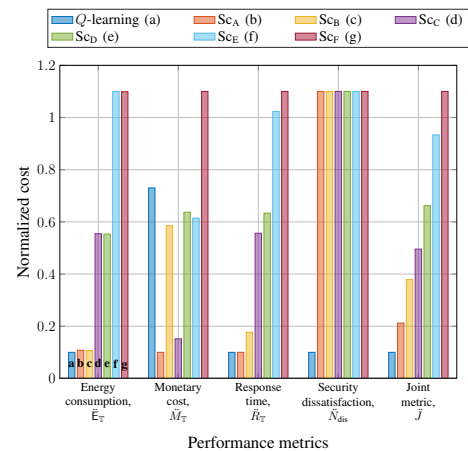 Q-learning (a) Sc_A (b) Sc_B (c) Sc_C (d)
Sc_D (e) Sc_E (f) Sc_F (g)
1.2
1
0.8
0.6
0.4
0.2
0
Normalized cost
a b c d e f g
Energy consumption, Ë_T
Monetary cost, M̈_T
Response time, R̈_T
Security dissatisfaction, N̈_dis
Joint metric, J̈
Performance metrics